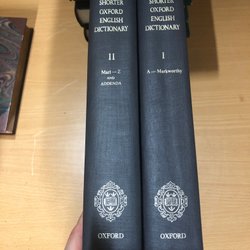 SHORTER
OXFORD
ENGLISH
DICTIONARY
II
Marl—Z
AND
ADDENDA
OXFORD
SHORTER
OXFORD
ENGLISH
DICTIONARY
I
A—Markworthy
OXFORD